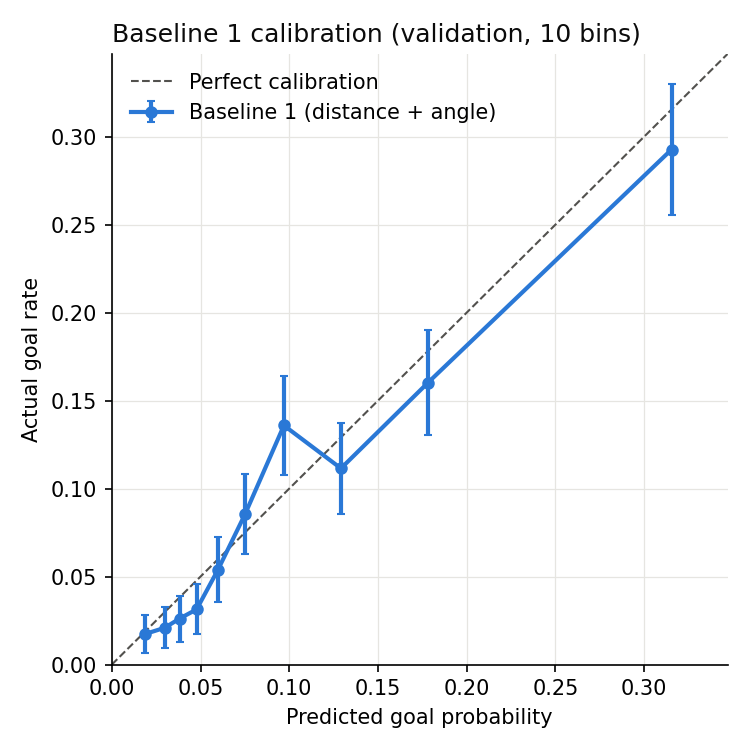 Baseline 1 calibration (validation, 10 bins)
Perfect calibration
Baseline 1 (distance + angle)
Actual goal rate
0.30
0.25
0.20
0.15
0.10
0.05
0.00
0.00 0.05 0.10 0.15 0.20 0.25 0.30
Predicted goal probability